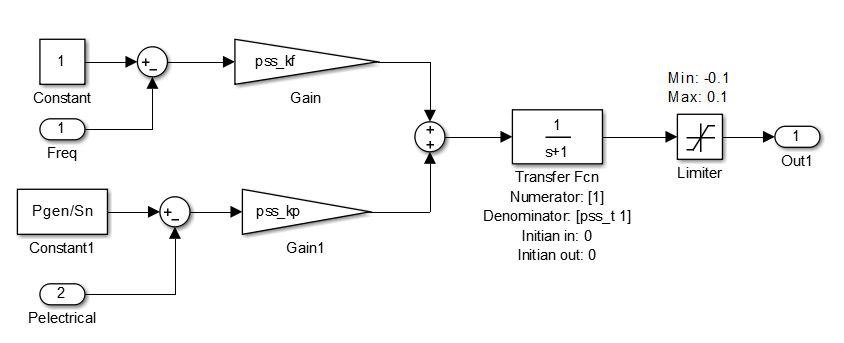 1
Constant
+
−
pss_kf
Gain
1
Freq
Pgen/Sn
Constant1
+
−
pss_kp
Gain1
2
Pelectrical
+
+
1
s+1
Transfer Fcn
Numerator: [1]
Denominator: [pss_t 1]
Initian in: 0
Initian out: 0
Min: -0.1
Max: 0.1
Limiter
1
Out1